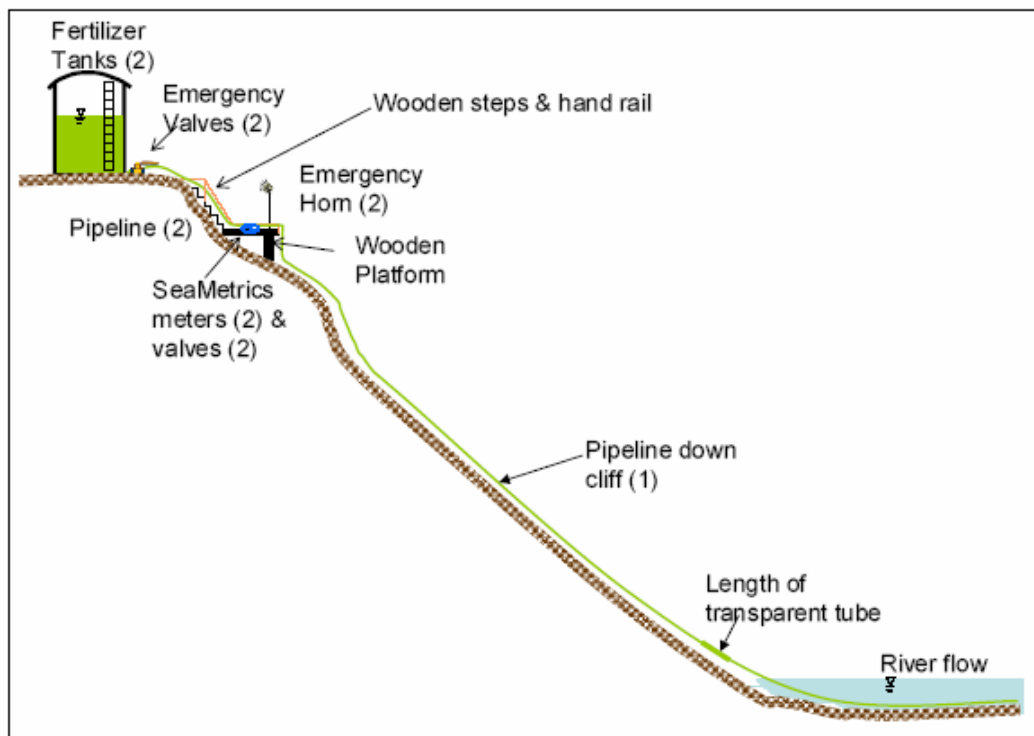 Fertilizer
Tanks (2)
Emergency
Valves (2)
Wooden steps & hand rail
Emergency
Horn (2)
Pipeline (2)
Wooden
Platform
SeaMetrics
meters (2) &
valves (2)
Pipeline down
cliff (1)
Length of
transparent tube
River flow